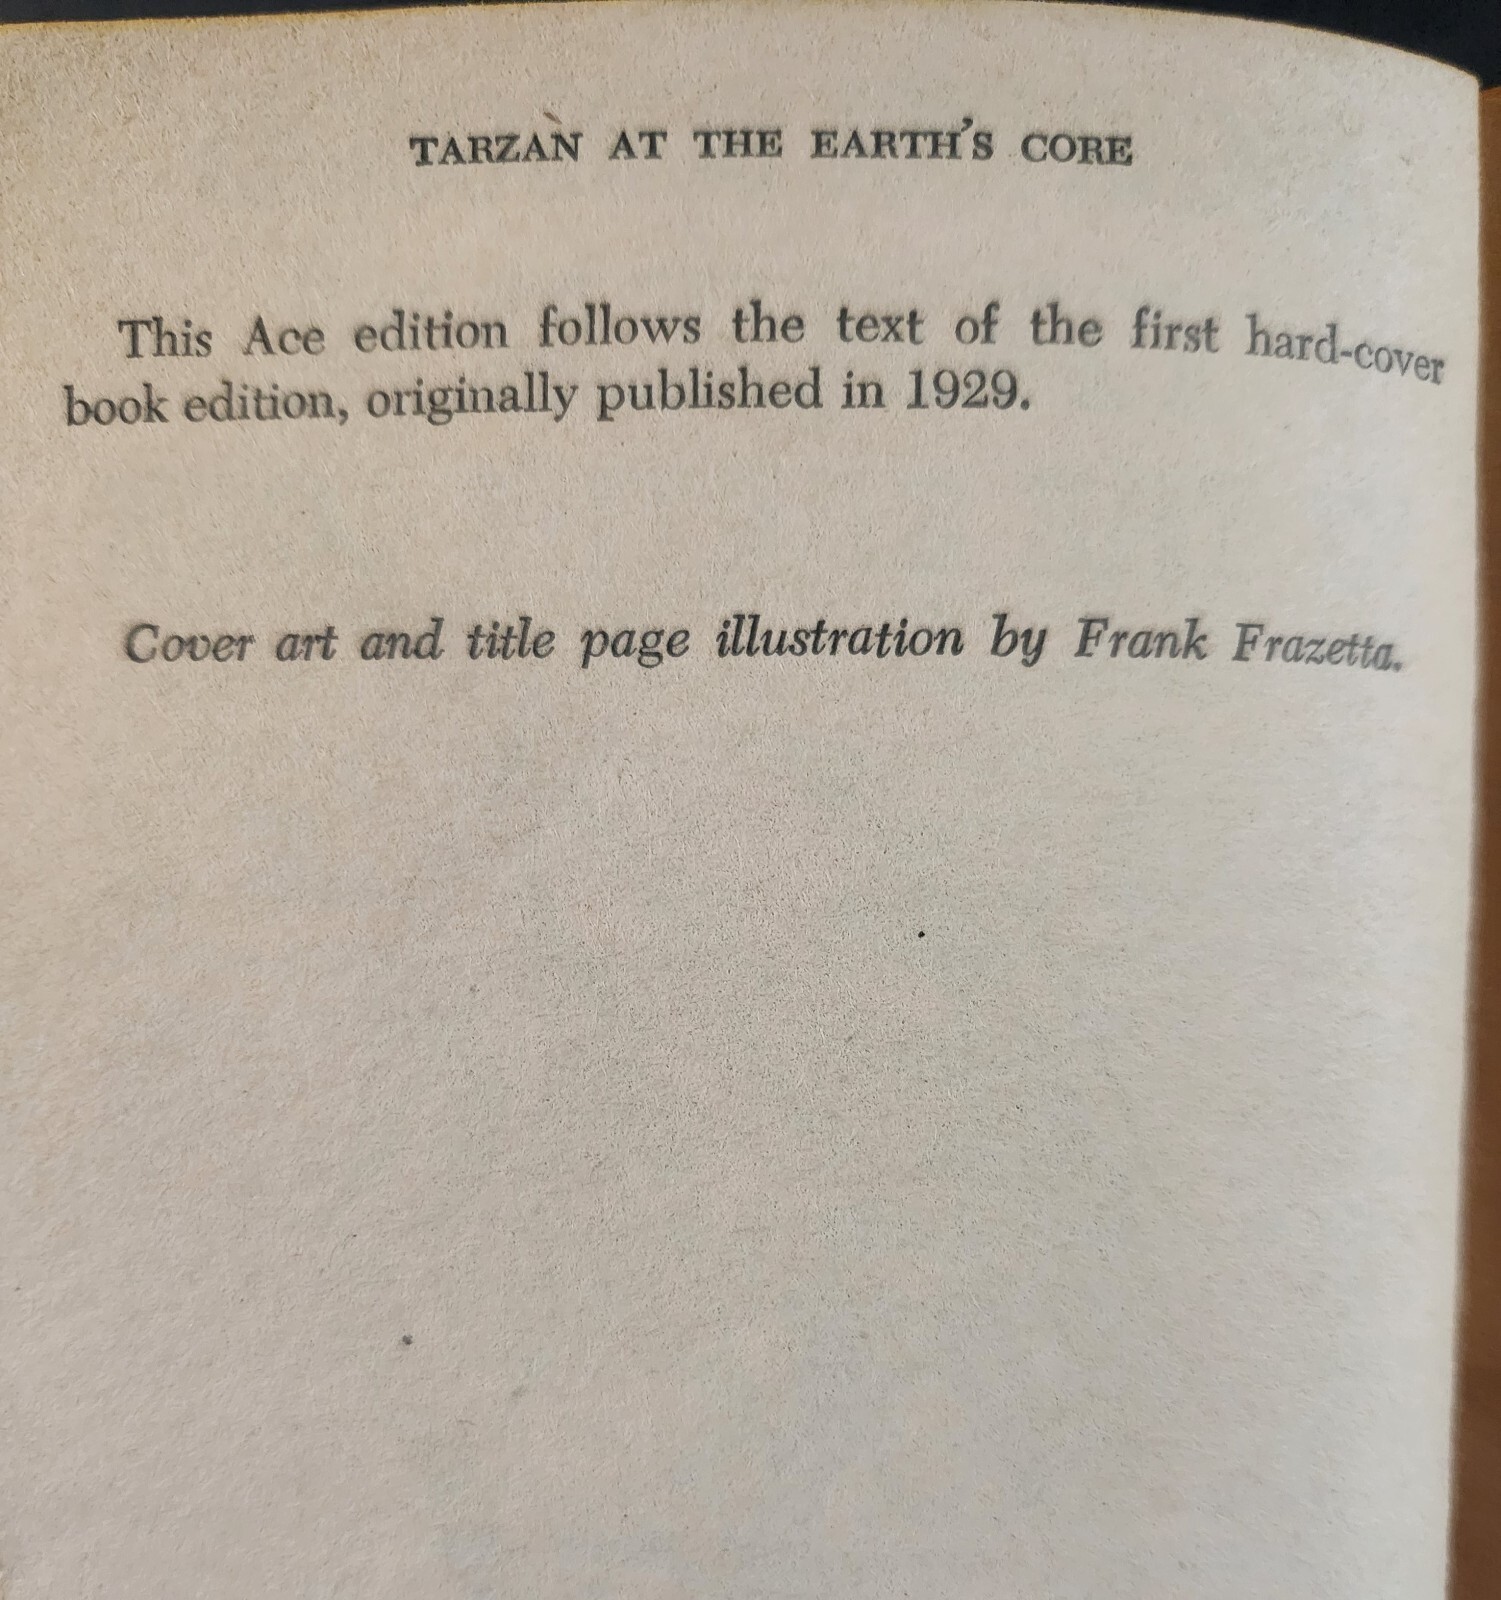 TARZAN AT THE EARTH'S CORE
This Ace edition follows the text of the first hard-cover
book edition, originally published in 1929.
Cover art and title page illustration by Frank Frazetta.